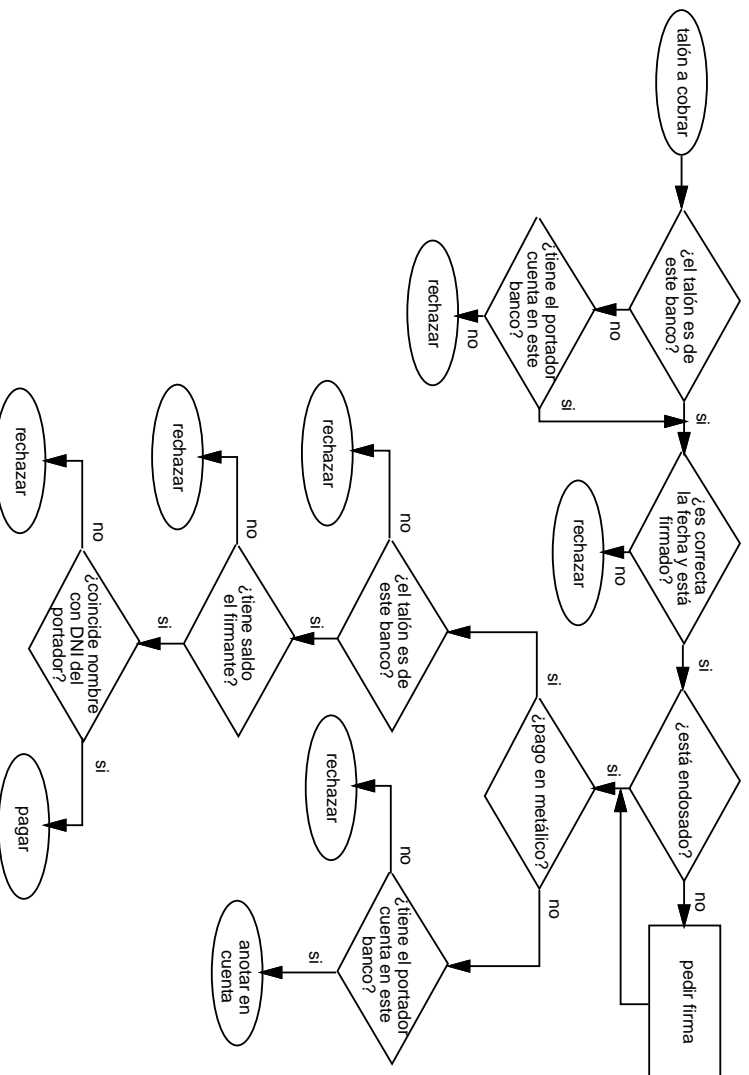 talón a cobrar
¿el talón es de
este banco?
si
no
¿tiene el portador
cuenta en este
banco?
si
no
rechazar
¿es correcta
la fecha y está
firmado?
si
no
rechazar
¿está endosado?
no
si
pedir firma
¿pago en metálico?
si
no
¿el talón es de
este banco?
no
si
rechazar
¿tiene saldo
el firmante?
no
si
rechazar
¿coincide nombre
con DNI del
portador?
no
si
rechazar
pagar
¿tiene el portador
cuenta en este
banco?
no
si
rechazar
anotar en
cuenta